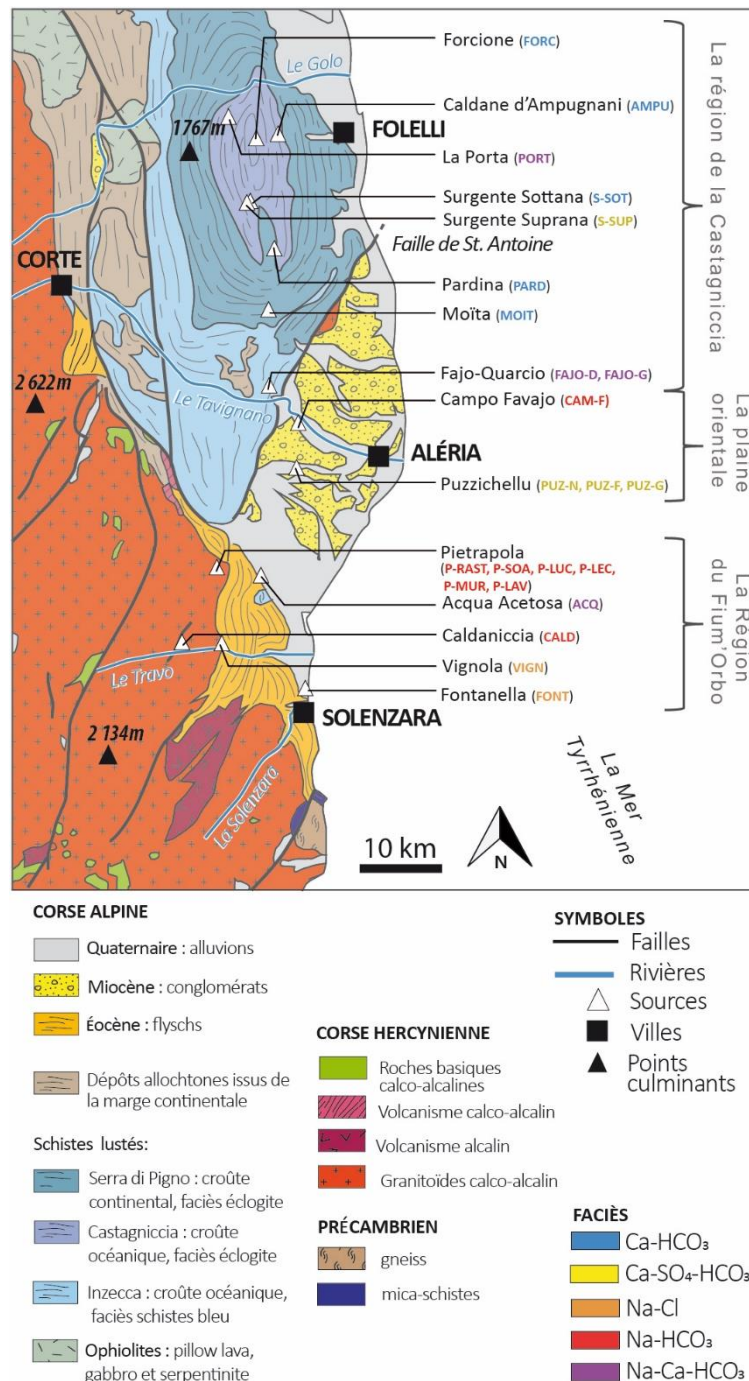 Forcione (FORC)
Le Golo
Caldane d'Ampugnani (AMPU)
1767m
FOLELLI
La Porta (PORT)
Surgente Sottana (S-SOT)
Surgente Suprana (S-SUP)
Faille de St. Antoine
CORTE
Pardina (PARD)
Moïta (MOIT)
La région de la Castagniccia
2 622m
Le Tavignano
Fajo-Quarcio (FAJO-D, FAJO-G)
Campo Favajo (CAM-F)
ALÉRIA
Puzzichellu (PUZ-N, PUZ-F, PUZ-G)
La plaine
orientale
Pietrapola
(P-RAST, P-SOA, P-LUC, P-LEC,
P-MUR, P-LAV)
Acqua Acetosa (ACQ)
Caldaniccia (CALD)
Vignola (VIGN)
Le Travo
Fontanella (FONT)
La Région
du Fium'Orbo
SOLENZARA
2 134m
La Solenzara
La Mer
Tyrrhénienne
10 km
N
CORSE ALPINE
Quaternaire : alluvions
Miocène : conglomérats
Éocène : flyschs
Dépôts allochtones issus de
la marge continentale
Schistes lustés:
Serra di Pigno : croûte
continental, faciès éclogite
Castagniccia : croûte
océanique, faciès éclogite
Inzecca : croûte océanique,
faciès schistes bleu
Ophiolites : pillow lava,
gabbro et serpentinite
CORSE HERCYNIENNE
Roches basiques
calco-alcalines
Volcanisme calco-alcalin
Volcanisme alcalin
Granitoïdes calco-alcalin
PRÉCAMBRIEN
gneiss
mica-schistes
SYMBOLES
Failles
Rivières
Sources
Villes
Points
culminants
FACIÈS
Ca-HCO₃
Ca-SO₄-HCO₃
Na-Cl
Na-HCO₃
Na-Ca-HCO₃